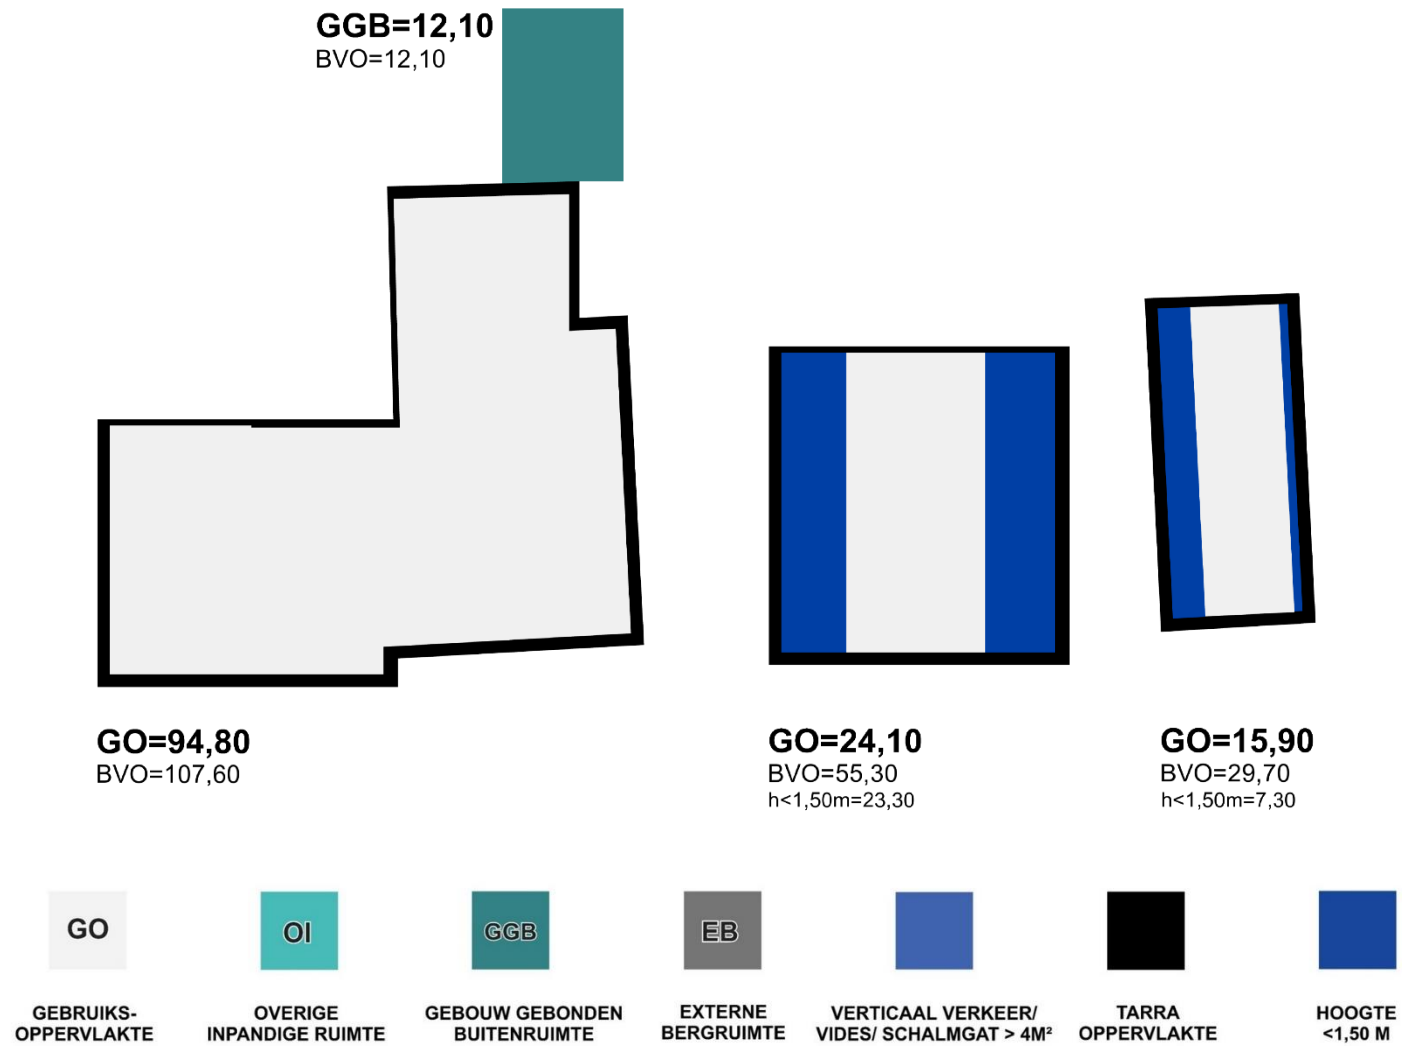 GGB=12,10
BVO=12,10
GO=94,80
BVO=107,60
GO=24,10
BVO=55,30
h<1,50m=23,30
GO=15,90
BVO=29,70
h<1,50m=7,30
GO
GEBRUIKS-
OPPERVLAKTE
OI
OVERIGE
INPANDIGE RUIMTE
GGB
GEBOUW GEBONDEN
BUITENRUIMTE
EB
EXTERNE
BERGRUIMTE
VERTICAAL VERKEER/
VIDES/ SCHALMGAT > 4M²
TARRA
OPPERVLAKTE
HOOGTE
<1,50 M